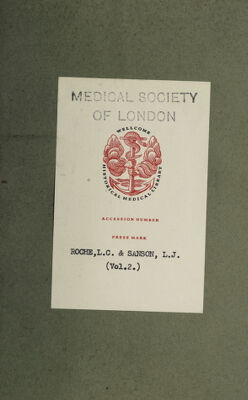 MEDICAL SOCIETY
OF LONDON
WELLCOME
HISTORICAL MEDICAL LIBRARY
ACCESSION NUMBER
PRESS MARK
ROCHE,L.C. & SANSON, L.J.
(Vol.2.)